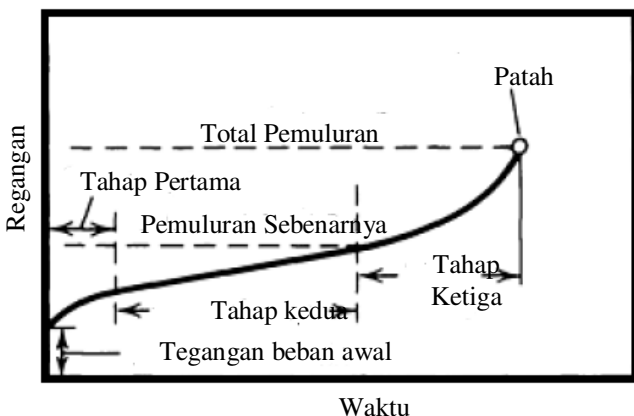 Patah
Total Pemuluran
Regangan
Tahap Pertama
Pemuluran Sebenarnya
Tahap
Ketiga
Tahap kedua
Tegangan beban awal
Waktu